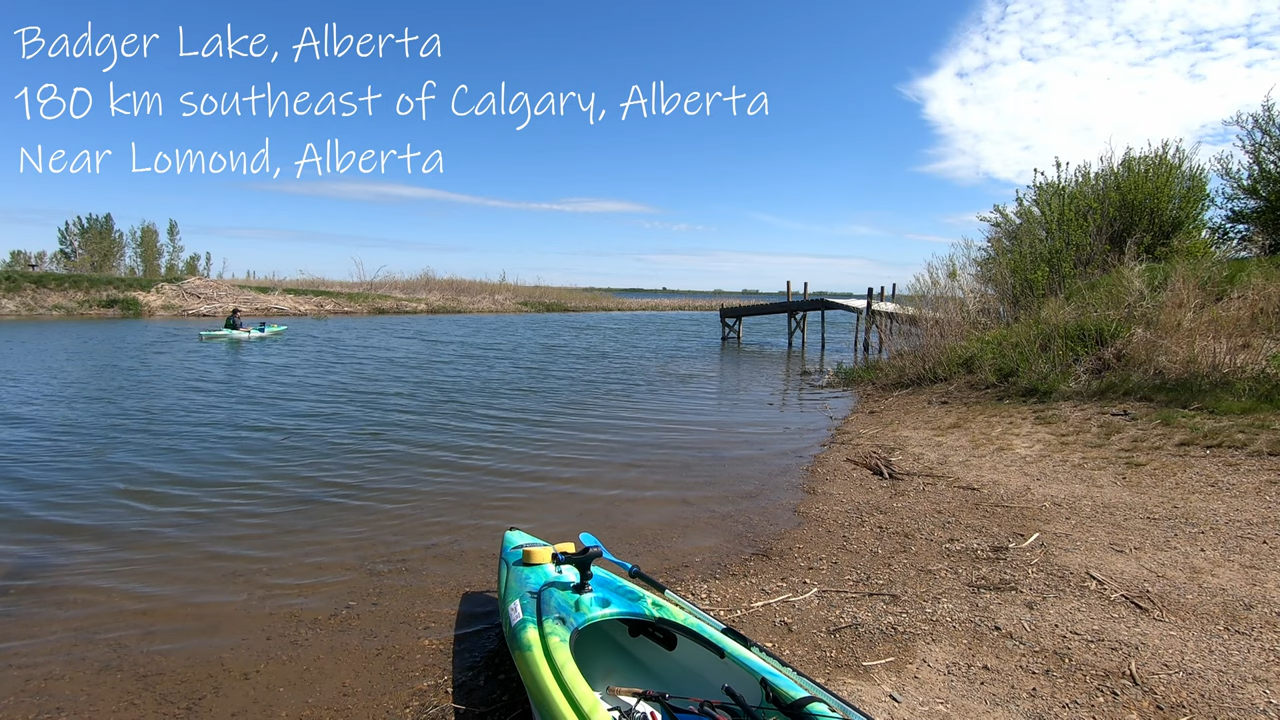 Badger Lake, Alberta
180 km southeast of Calgary, Alberta
Near Lomond, Alberta